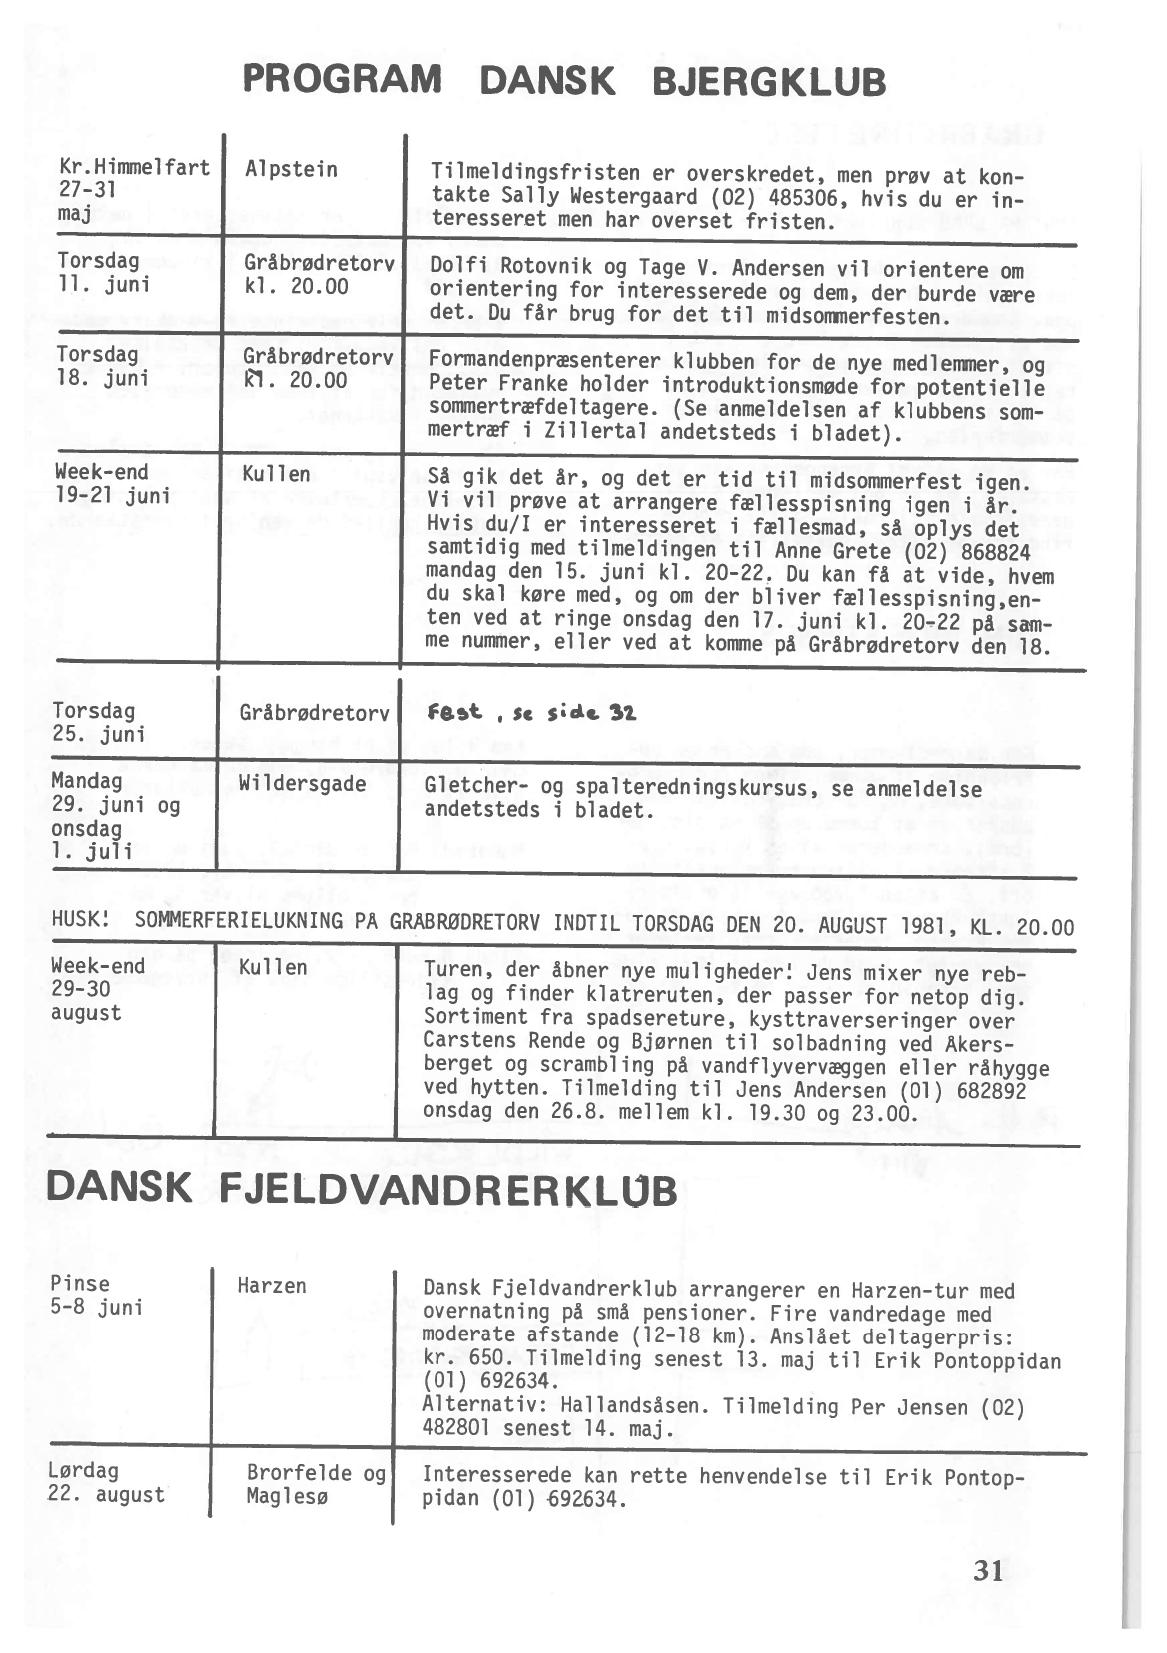 PROGRAM DANSK BJERGKLUB
Kr.Himmelfart
27-31
maj
Alpstein
Tilmeldingsfristen er overskredet, men prøv at kon-
takte Sally Westergaard (02) 485306, hvis du er in-
teresseret men har overset fristen.
Torsdag
11. juni
Gråbrødretorv
kl. 20.00
Dolfi Rotovnik og Tage V. Andersen vil orientere om
orientering for interesserede og dem, der burde være
det. Du får brug for det til midsommerfesten.
Torsdag
18. juni
Gråbrødretorv
kl. 20.00
Formandenpræsenterer klubben for de nye medlemmer, og
Peter Franke holder introduktionsmøde for potentielle
sommertræfdeltagere. (Se anmeldelsen af klubbens som-
mertræf i Zillertal andetsteds i bladet).
Week-end
19-21 juni
Kullen
Så gik det år, og det er tid til midsommerfest igen.
Vi vil prøve at arrangere fællesspisning igen i år.
Hvis du/I er interesseret i fællesmad, så oplys det
samtidig med tilmeldingen til Anne Grete (02) 868824
mandag den 15. juni kl. 20-22. Du kan få at vide, hvem
du skal køre med, og om der bliver fællesspisning,en-
ten ved at ringe onsdag den 17. juni kl. 20-22 på sam-
me nummer, eller ved at komme på Gråbrødretorv den 18.
Torsdag
25. juni
Gråbrødretorv
Fest , se side 32
Mandag
29. juni og
onsdag
1. juli
Wildersgade
Gletcher- og spalteredningskursus, se anmeldelse
andetsteds i bladet.
HUSK! SOMMERFERIELUKNING PÅ GRÅBRØDRETORV INDTIL TORSDAG DEN 20. AUGUST 1981, KL. 20.00
Week-end
29-30
august
Kullen
Turen, der åbner nye muligheder! Jens mixer nye reb-
lag og finder klatreruten, der passer for netop dig.
Sortiment fra spadsereture, kysttraverseringer over
Carstens Rende og Bjørnen til solbadning ved Åkers-
berget og scrambling på vandflyvervæggen eller råhygge
ved hytten. Tilmelding til Jens Andersen (01) 682892
onsdag den 26.8. mellem kl. 19.30 og 23.00.
DANSK FJELDVANDRERKLUB
Pinse
5-8 juni
Harzen
Dansk Fjeldvandrerklub arrangerer en Harzen-tur med
overnatning på små pensioner. Fire vandredage med
moderate afstande (12-18 km). Anslået deltagerpris:
kr. 650. Tilmelding senest 13. maj til Erik Pontoppidan
(01) 692634.
Alternativ: Hallandsåsen. Tilmelding Per Jensen (02)
482801 senest 14. maj.
Lørdag
22. august
Brorfelde og
Maglesø
Interesserede kan rette henvendelse til Erik Pontop-
pidan (01) 692634.
31